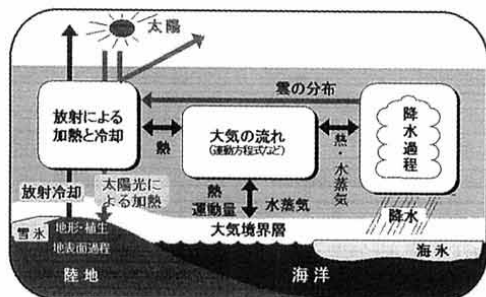 太陽
雲の分布
放射による
加熱と冷却
熱
大気の流れ
(運動方程式など)
熱・水蒸気
降水過程
放射冷却
太陽光に
よる加熱
熱
運動量
水蒸気
降水
大気境界層
雪氷
地形・植生
地表面過程
海氷
陸地
海洋